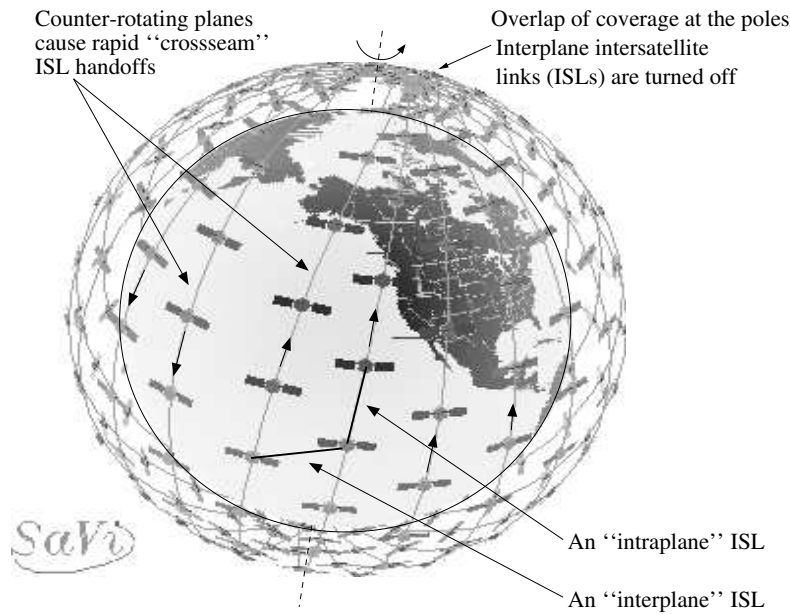 Counter-rotating planes
cause rapid ‘‘crossseam’’
ISL handoffs
Overlap of coverage at the poles
Interplane intersatellite
links (ISLs) are turned off
An ‘‘intraplane’’ ISL
An ‘‘interplane’’ ISL
SaVi